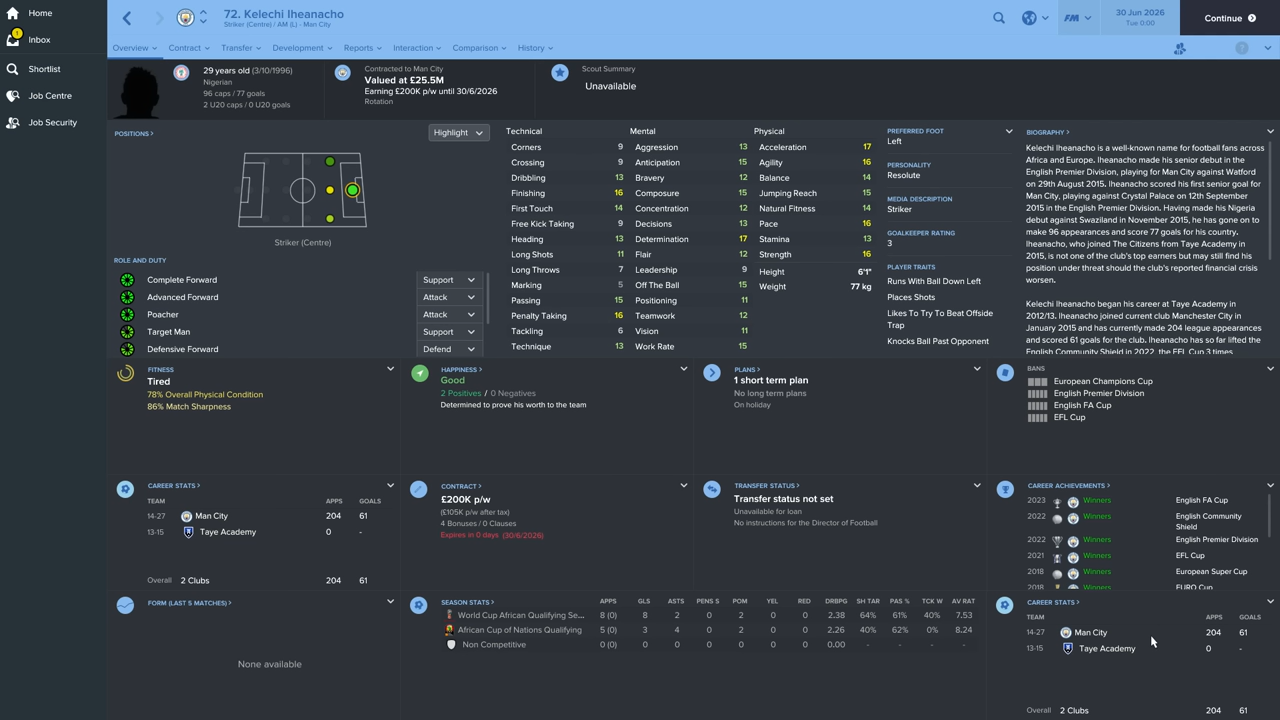 Home
1
Inbox
Shortlist
Job Centre
Job Security
72. Kelechi Iheanacho
Striker (Centre) / AM (L) - Man City
FM
30 Jun 2026
Tue 0:00
Continue
Overview
Contract
Transfer
Development
Reports
Interaction
Comparison
History
?
29 years old (3/10/1996)
Nigerian
96 caps / 77 goals
2 U20 caps / 0 U20 goals
Contracted to Man City
Valued at £25.5M
Earning £200K p/w until 30/6/2026
Rotation
Scout Summary
Unavailable
POSITIONS >
Highlight
Striker (Centre)
ROLE AND DUTY
Complete Forward Support
Advanced Forward Attack
Poacher Attack
Target Man Support
Defensive Forward Defend
Technical
Corners 9
Crossing 9
Dribbling 13
Finishing 16
First Touch 14
Free Kick Taking 9
Heading 13
Long Shots 11
Long Throws 7
Marking 5
Passing 15
Penalty Taking 16
Tackling 6
Technique 13
Mental
Aggression 13
Anticipation 15
Bravery 12
Composure 15
Concentration 12
Decisions 13
Determination 17
Flair 12
Leadership 9
Off The Ball 15
Positioning 11
Teamwork 12
Vision 11
Work Rate 15
Physical
Acceleration 17
Agility 16
Balance 14
Jumping Reach 15
Natural Fitness 14
Pace 16
Stamina 13
Strength 16
Height 6'1"
Weight 77 kg
PREFERRED FOOT
Left
PERSONALITY
Resolute
MEDIA DESCRIPTION
Striker
GOALKEEPER RATING
3
PLAYER TRAITS
Runs With Ball Down Left
Places Shots
Likes To Try To Beat Offside
Trap
Knocks Ball Past Opponent
BIOGRAPHY >
Kelechi Iheanacho is a well-known name for football fans across
Africa and Europe. Iheanacho made his senior debut in the
English Premier Division, playing for Man City against Watford
on 29th August 2015. Iheanacho scored his first senior goal for
Man City, playing against Crystal Palace on 12th September
2015 in the English Premier Division. Having made his Nigeria
debut against Swaziland in November 2015, he has gone on to
make 96 appearances and score 77 goals for his country.
Iheanacho, who joined The Citizens from Taye Academy in
2015, is not one of the club's top earners but may still find his
position under threat should the club's reported financial crisis
worsen.
Kelechi Iheanacho began his career at Taye Academy in
2012/13. Iheanacho joined current club Manchester City in
January 2015 and has currently made 204 league appearances
and scored 61 goals for the club. Iheanacho has so far lifted the
English Community Shield in 2022, the EFL Cup 3 times,
FITNESS
Tired
78% Overall Physical Condition
86% Match Sharpness
HAPPINESS >
Good
2 Positives / 0 Negatives
Determined to prove his worth to the team
PLANS >
1 short term plan
No long term plans
On holiday
BANS
European Champions Cup
English Premier Division
English FA Cup
EFL Cup
CAREER STATS >
TEAM APPS GOALS
14-27 Man City 204 61
13-15 Taye Academy 0 -
Overall 2 Clubs 204 61
CONTRACT >
£200K p/w
(£105K p/w after tax)
4 Bonuses / 0 Clauses
Expires in 0 days (30/6/2026)
TRANSFER STATUS >
Transfer status not set
Unavailable for loan
No instructions for the Director of Football
CAREER ACHIEVEMENTS >
2023 Winners English FA Cup
2022 Winners English Community
Shield
2022 Winners English Premier Division
2021 Winners EFL Cup
2018 Winners European Super Cup
2018 Winners EURO Cup
FORM (LAST 5 MATCHES) >
None available
SEASON STATS > APPS GLS ASTS PENS S POM YEL RED DRBPG SH TAR PAS % TCK W AV RAT
World Cup African Qualifying Se... 8 (0) 8 2 0 2 0 0 2.38 64% 61% 40% 7.53
African Cup of Nations Qualifying 5 (0) 3 4 0 2 0 0 2.26 40% 62% 0% 8.24
Non Competitive 0 (0) 0 0 0 0 0 0 0.00 - - - -
CAREER STATS >
TEAM APPS GOALS
14-27 Man City 204 61
13-15 Taye Academy 0 -
Overall 2 Clubs 204 61